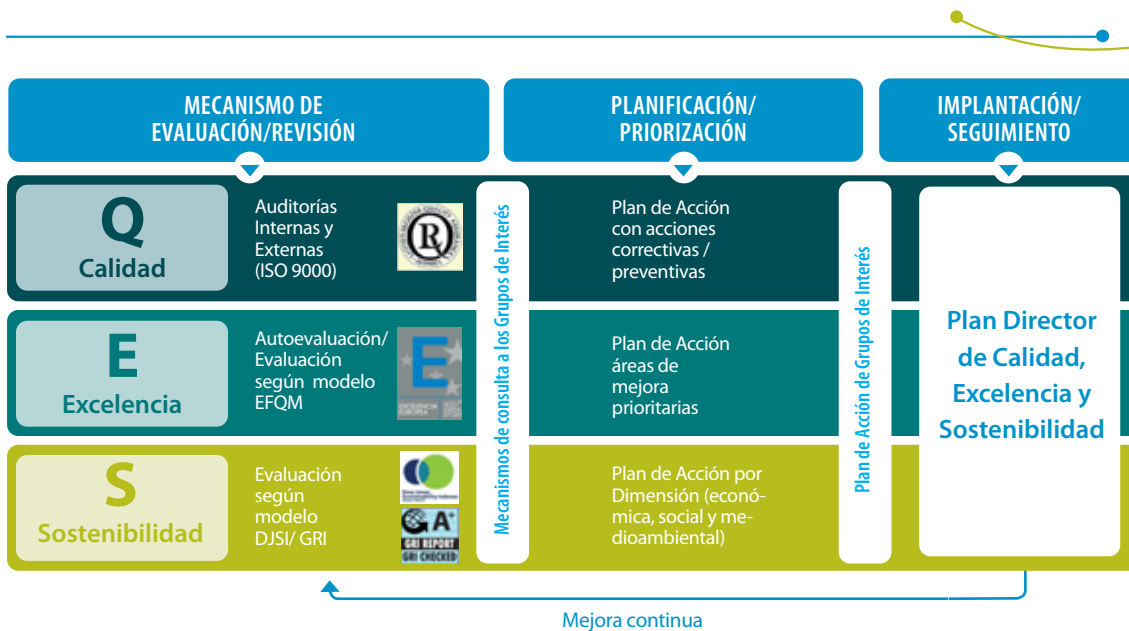 MECANISMO DE
EVALUACIÓN/REVISIÓN
PLANIFICACIÓN/
PRIORIZACIÓN
IMPLANTACIÓN/
SEGUIMIENTO
Q
Calidad
Auditorías
Internas y
Externas
(ISO 9000)
R
Mecanismos de consulta a los Grupos de Interés
Plan de Acción
con acciones
correctivas /
preventivas
Plan de Acción de Grupos de Interés
Plan Director
de Calidad,
Excelencia y
Sostenibilidad
E
Excelencia
Autoevaluación/
Evaluación
según modelo
EFQM
E
EXCELENCIA
EUROPEA
Plan de Acción
áreas de
mejora
prioritarias
S
Sostenibilidad
Evaluación
según
modelo
DJSI/ GRI
GA+
GRI REPORT
GRI CHECKED
Plan de Acción por
Dimensión (econó-
mica, social y me-
dioambiental)
Mejora continua